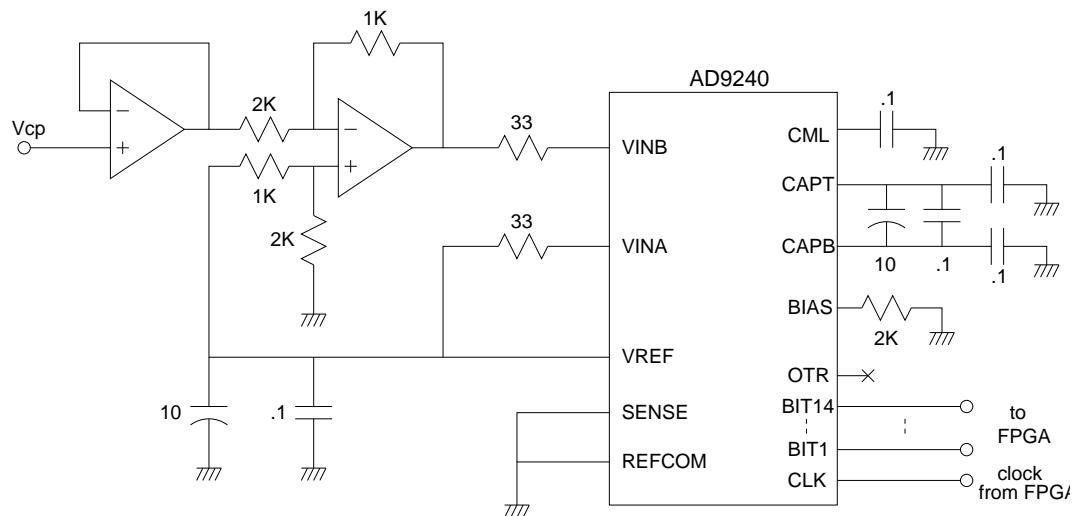 1K
AD9240
2K
Vcp
−
+
−
+
1K
2K
33
33
VINB
VINA
VREF
SENSE
REFCOM
10
.1
CML
CAPT
CAPB
BIAS
OTR
BIT14
BIT1
CLK
.1
.1
10
.1
.1
2K
to
FPGA
clock
from FPGA